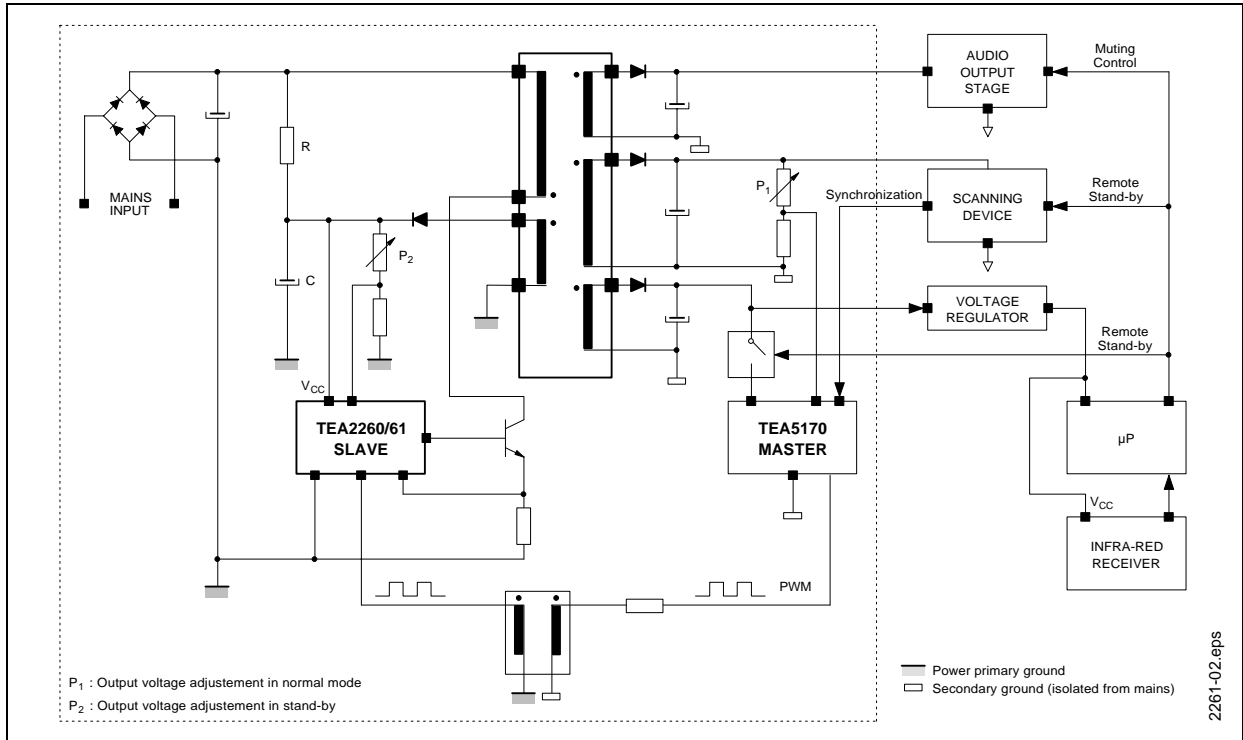 AUDIO
OUTPUT
STAGE
Muting
Control
R
MAINS
INPUT
P1
Synchronization
SCANNING
DEVICE
Remote
Stand-by
P2
C
VOLTAGE
REGULATOR
Remote
Stand-by
VCC
TEA2260/61
SLAVE
TEA5170
MASTER
µP
VCC
INFRA-RED
RECEIVER
PWM
P1 : Output voltage adjustement in normal mode
P2 : Output voltage adjustement in stand-by
Power primary ground
Secondary ground (isolated from mains)
2261-02.eps